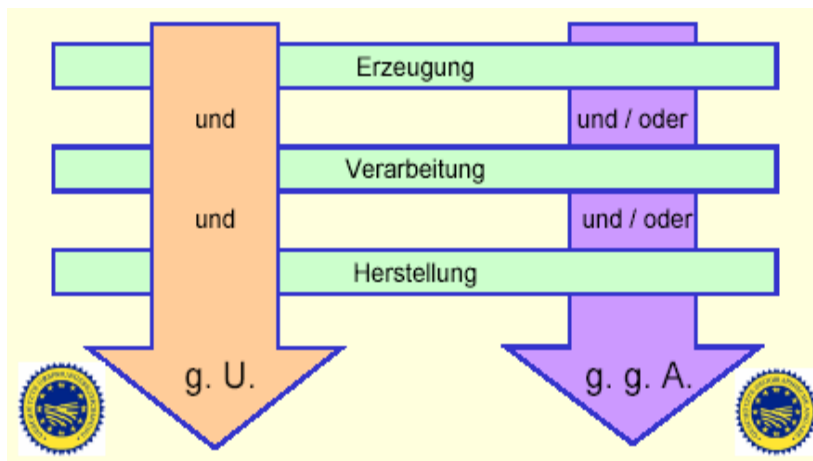 Erzeugung
und
und / oder
Verarbeitung
und
und / oder
Herstellung
g. U.
g. g. A.